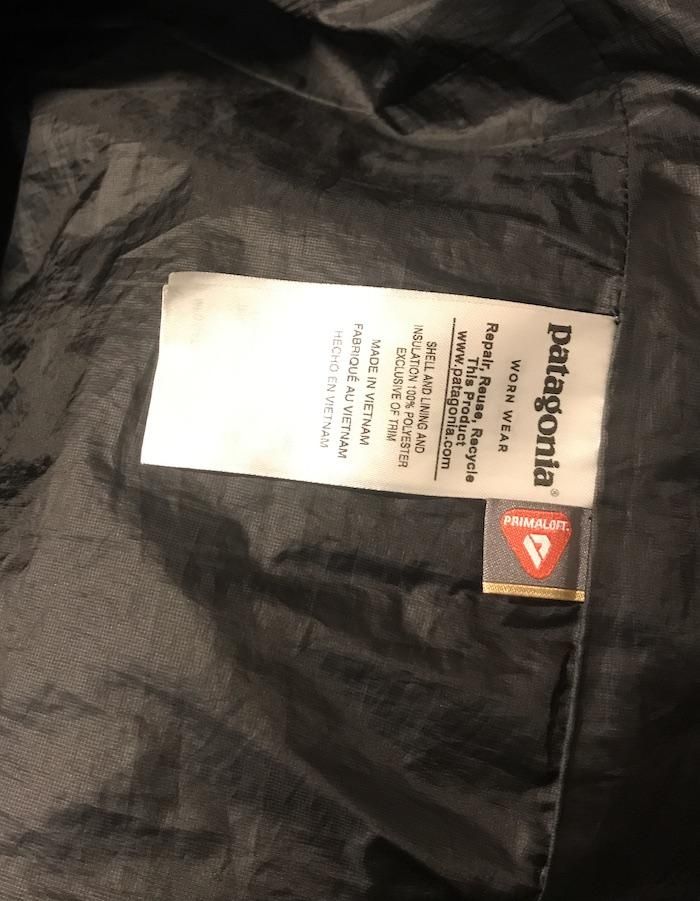 patagonia®
WORN WEAR
Repair, Reuse, Recycle
This Product
www.patagonia.com
SHELL AND LINING AND
INSULATION 100% POLYESTER
EXCLUSIVE OF TRIM
MADE IN VIETNAM
FABRIQUÉ AU VIETNAM
HECHO EN VIETNAM
PRIMALOFT.